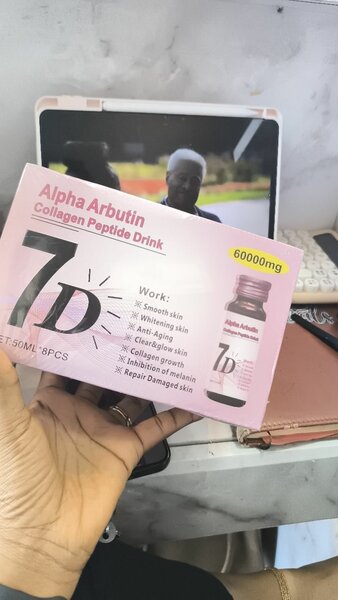 Alpha Arbutin
Collagen Peptide Drink
60000mg
7D
Work:
※ Smooth skin
※ Whitening skin
※ Anti-Aging
※ Clear&glow skin
※ Collagen growth
※ Inhibition of melanin
※ Repair Damaged skin
ET:50ML*8PCS
Alpha Arbutin
Collagen Peptide Drink
7D